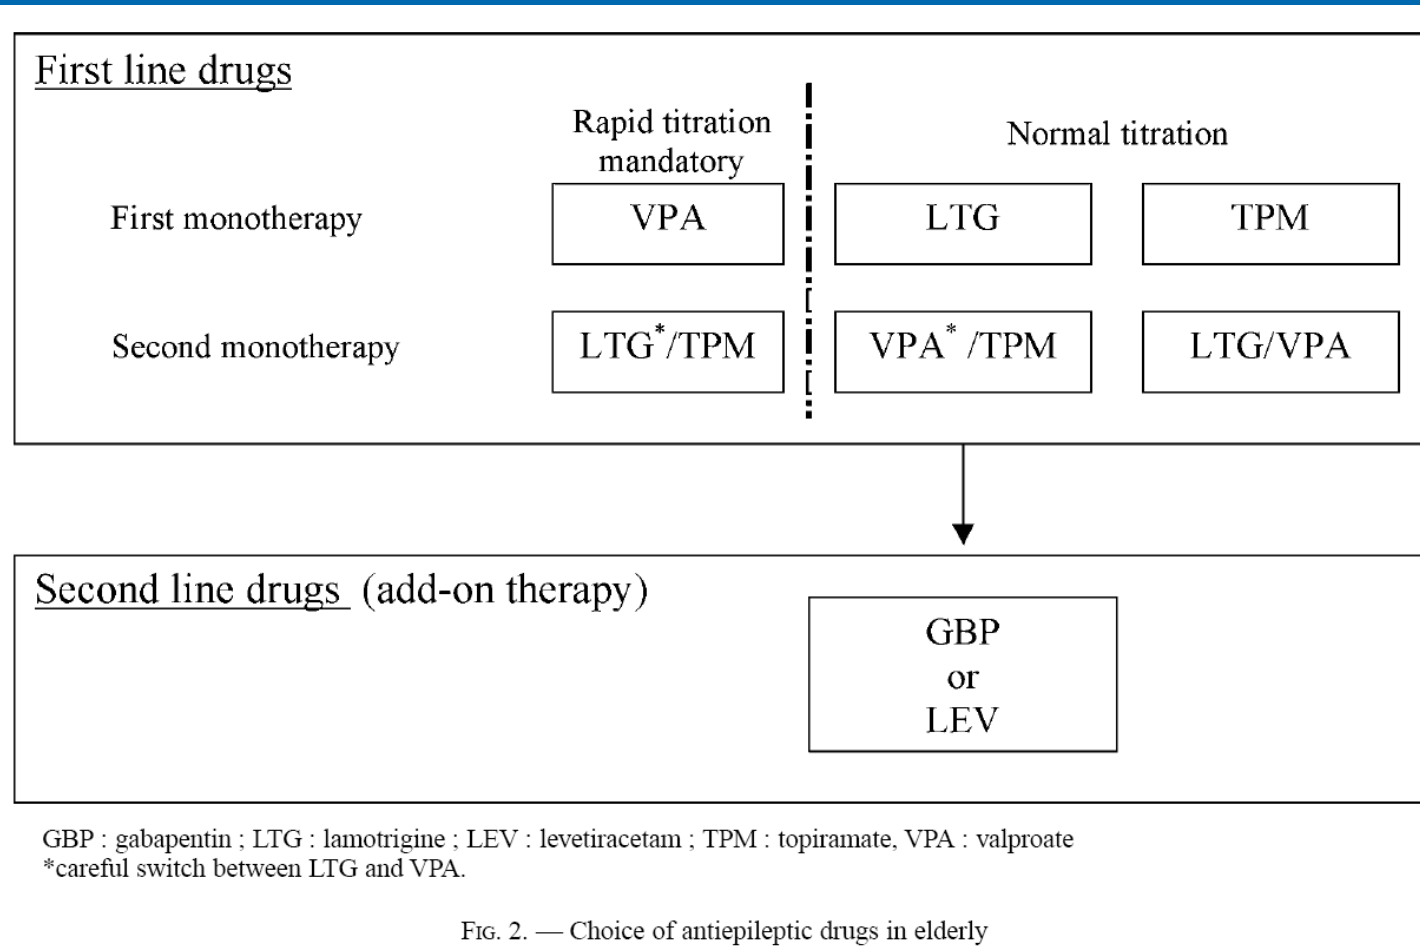 First line drugs
Rapid titration
mandatory
Normal titration
First monotherapy
VPA
LTG
TPM
Second monotherapy
LTG*/TPM
VPA* /TPM
LTG/VPA
Second line drugs (add-on therapy)
GBP
or
LEV
GBP : gabapentin ; LTG : lamotrigine ; LEV : levetiracetam ; TPM : topiramate, VPA : valproate
*careful switch between LTG and VPA.
FIG. 2. — Choice of antiepileptic drugs in elderly